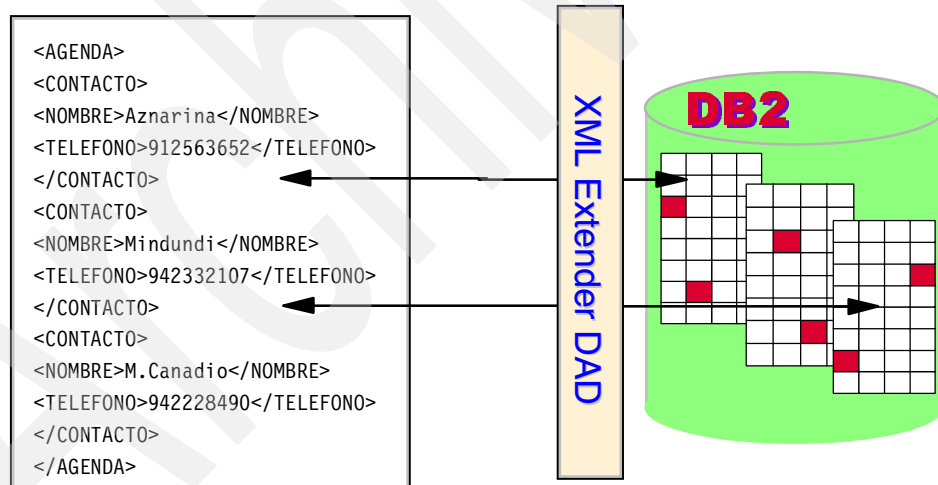 <AGENDA>
<CONTACTO>
<NOMBRE>Aznarina</NOMBRE>
<TELEFONO>912563652</TELEFONO>
</CONTACTO>
<CONTACTO>
<NOMBRE>Mindundi</NOMBRE>
<TELEFONO>942332107</TELEFONO>
</CONTACTO>
<CONTACTO>
<NOMBRE>M.Canadio</NOMBRE>
<TELEFONO>942228490</TELEFONO>
</CONTACTO>
</AGENDA>
XML Extender DAD
DB2